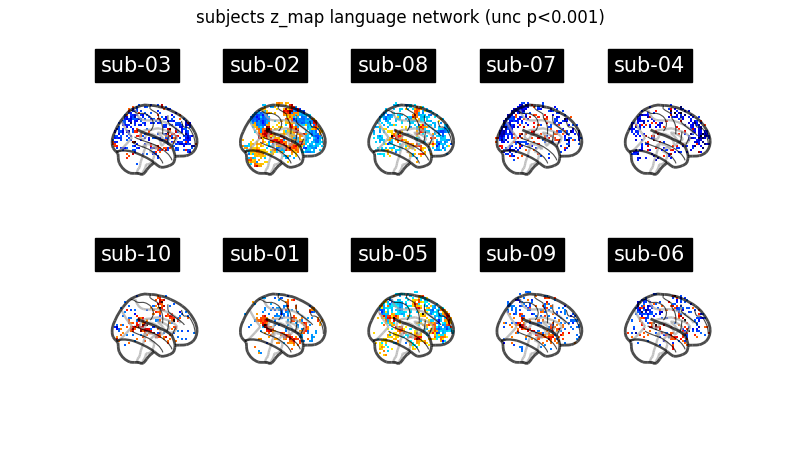 subjects z_map language network (unc p<0.001)
sub-03 sub-02 sub-08 sub-07 sub-04
sub-10 sub-01 sub-05 sub-09 sub-06